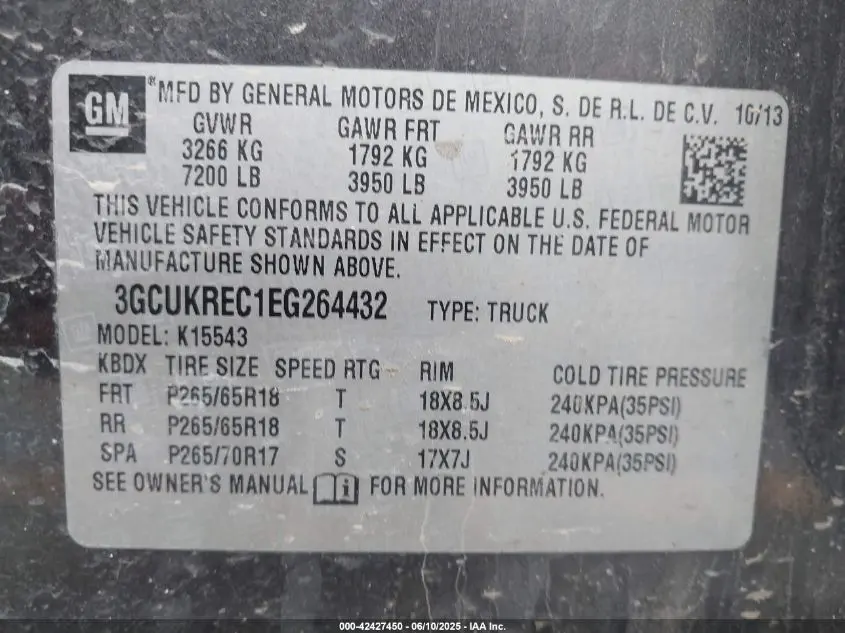 GM
*MFD BY GENERAL MOTORS DE MEXICO, S. DE R.L. DE C.V. 10/13
GVWR GAWR FRT GAWR RR
3266 KG 1792 KG 1792 KG
7200 LB 3950 LB 3950 LB
THIS VEHICLE CONFORMS TO ALL APPLICABLE U.S. FEDERAL MOTOR
VEHICLE SAFETY STANDARDS IN EFFECT ON THE DATE OF
MANUFACTURE SHOWN ABOVE.
3GCUKREC1EG264432 TYPE: TRUCK
MODEL: K15543
KBDX TIRE SIZE SPEED RTG RIM COLD TIRE PRESSURE
FRT P265/65R18 T 18X8.5J 240KPA(35PSI)
RR P265/65R18 T 18X8.5J 240KPA(35PSI)
SPA P265/70R17 S 17X7J 240KPA(35PSI)
SEE OWNER'S MANUAL i FOR MORE INFORMATION.
000-42427450 - 06/10/2025 - IAA Inc.